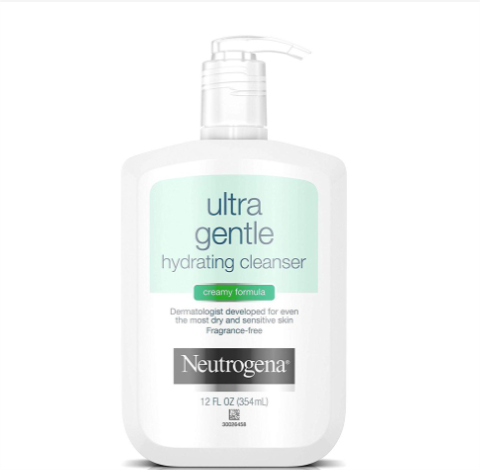 ultra
gentle
hydrating cleanser
creamy formula
Dermatologist developed for even
the most dry and sensitive skin
Fragrance-free
Neutrogena®
12 FL OZ (354mL)
30026456